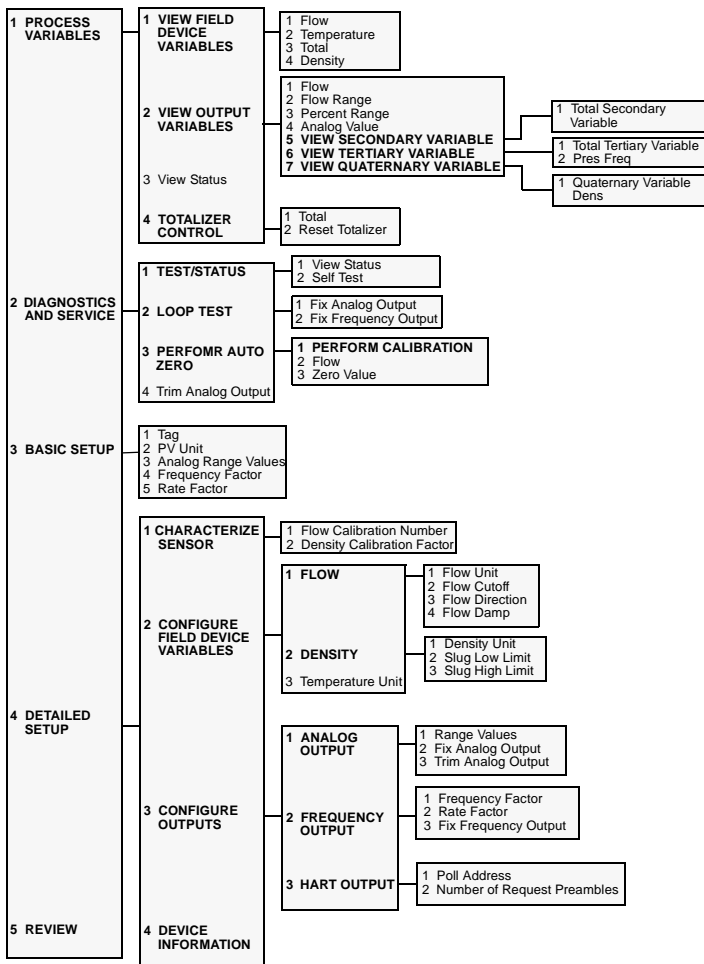 1 PROCESS
VARIABLES
1 VIEW FIELD
DEVICE
VARIABLES
1 Flow
2 Temperature
3 Total
4 Density
2 VIEW OUTPUT
VARIABLES
1 Flow
2 Flow Range
3 Percent Range
4 Analog Value
5 VIEW SECONDARY VARIABLE
6 VIEW TERTIARY VARIABLE
7 VIEW QUATERNARY VARIABLE
1 Total Secondary
Variable
1 Total Tertiary Variable
2 Pres Freq
1 Quaternary Variable
Dens
3 View Status
4 TOTALIZER
CONTROL
1 Total
2 Reset Totalizer
2 DIAGNOSTICS
AND SERVICE
1 TEST/STATUS
1 View Status
2 Self Test
2 LOOP TEST
1 Fix Analog Output
2 Fix Frequency Output
3 PERFOMR AUTO
ZERO
1 PERFORM CALIBRATION
2 Flow
3 Zero Value
4 Trim Analog Output
3 BASIC SETUP
1 Tag
2 PV Unit
3 Analog Range Values
4 Frequency Factor
5 Rate Factor
4 DETAILED
SETUP
1 CHARACTERIZE
SENSOR
1 Flow Calibration Number
2 Density Calibration Factor
2 CONFIGURE
FIELD DEVICE
VARIABLES
1 FLOW
1 Flow Unit
2 Flow Cutoff
3 Flow Direction
4 Flow Damp
2 DENSITY
1 Density Unit
2 Slug Low Limit
3 Slug High Limit
3 Temperature Unit
3 CONFIGURE
OUTPUTS
1 ANALOG
OUTPUT
1 Range Values
2 Fix Analog Output
3 Trim Analog Output
2 FREQUENCY
OUTPUT
1 Frequency Factor
2 Rate Factor
3 Fix Frequency Output
3 HART OUTPUT
1 Poll Address
2 Number of Request Preambles
4 DEVICE
INFORMATION
5 REVIEW